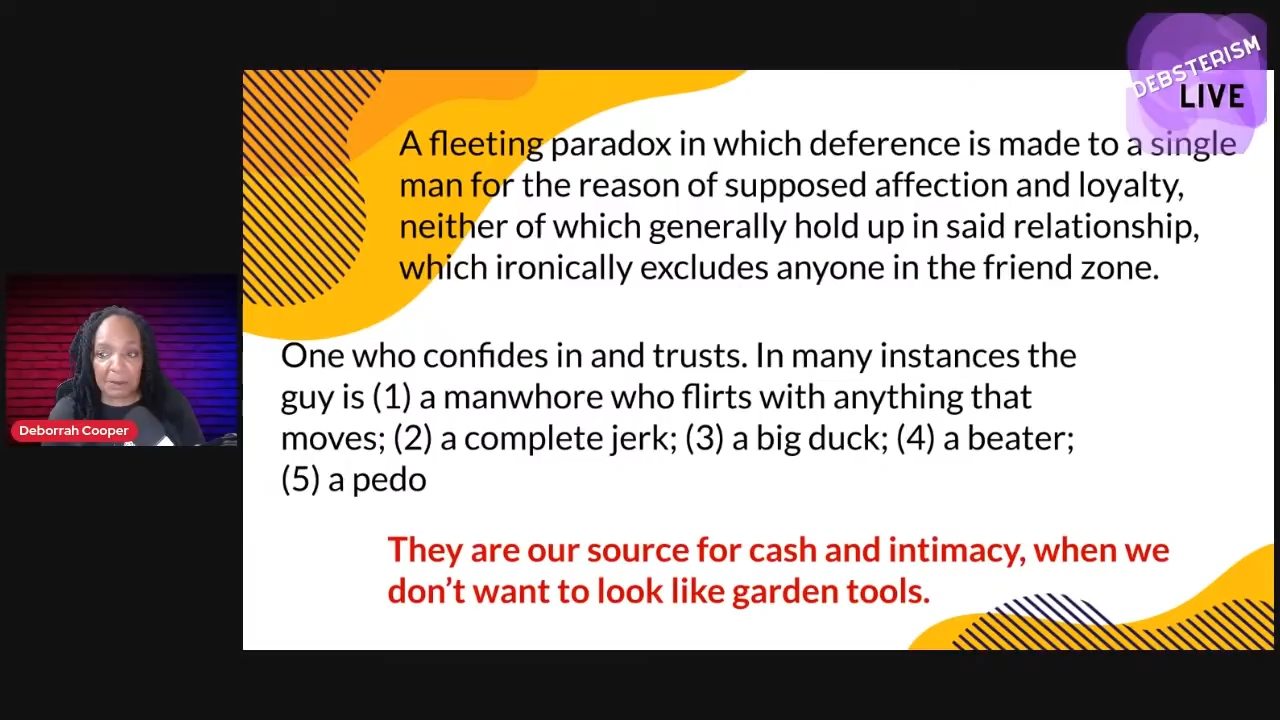 DEBSTERISM
LIVE
A fleeting paradox in which deference is made to a single
man for the reason of supposed affection and loyalty,
neither of which generally hold up in said relationship,
which ironically excludes anyone in the friend zone.
One who confides in and trusts. In many instances the
guy is (1) a manwhore who flirts with anything that
moves; (2) a complete jerk; (3) a big duck; (4) a beater;
(5) a pedo
Deborrah Cooper
They are our source for cash and intimacy, when we
don’t want to look like garden tools.